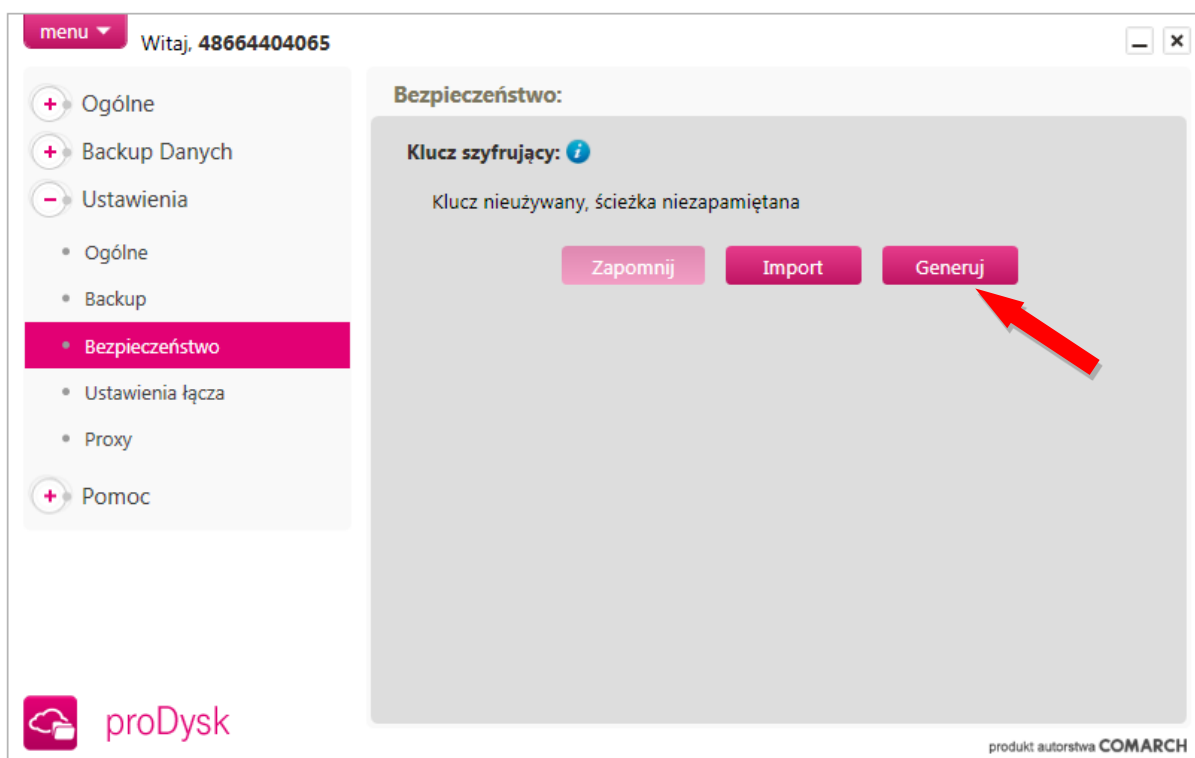 menu
Witaj, 48664404065
Ogólne
Backup Danych
Ustawienia
Ogólne
Backup
Bezpieczeństwo
Ustawienia łącza
Proxy
Pomoc
proDysk
Bezpieczeństwo:
Klucz szyfrujący:
Klucz nieużywany, ścieżka niezapamiętana
Zapomnij Import Generuj
produkt autorstwa COMARCH